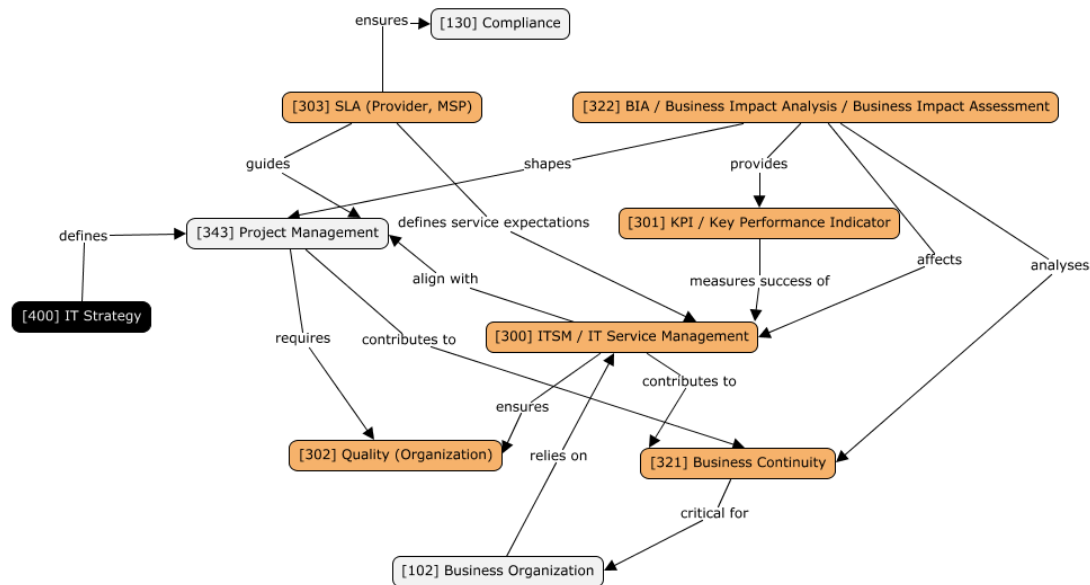 ensures
[130] Compliance
[303] SLA (Provider, MSP)
[322] BIA / Business Impact Analysis / Business Impact Assessment
guides
shapes
provides
[343] Project Management
defines service expectations
[301] KPI / Key Performance Indicator
defines
align with
measures success of
affects
analyses
[400] IT Strategy
requires
contributes to
[300] ITSM / IT Service Management
contributes to
ensures
[302] Quality (Organization)
relies on
[321] Business Continuity
critical for
[102] Business Organization